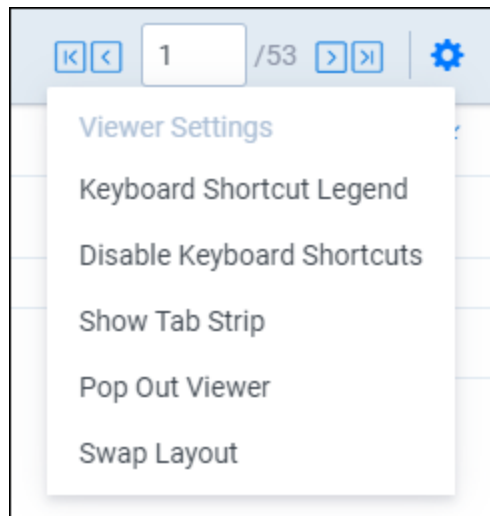 1 /53
Viewer Settings
Keyboard Shortcut Legend
Disable Keyboard Shortcuts
Show Tab Strip
Pop Out Viewer
Swap Layout